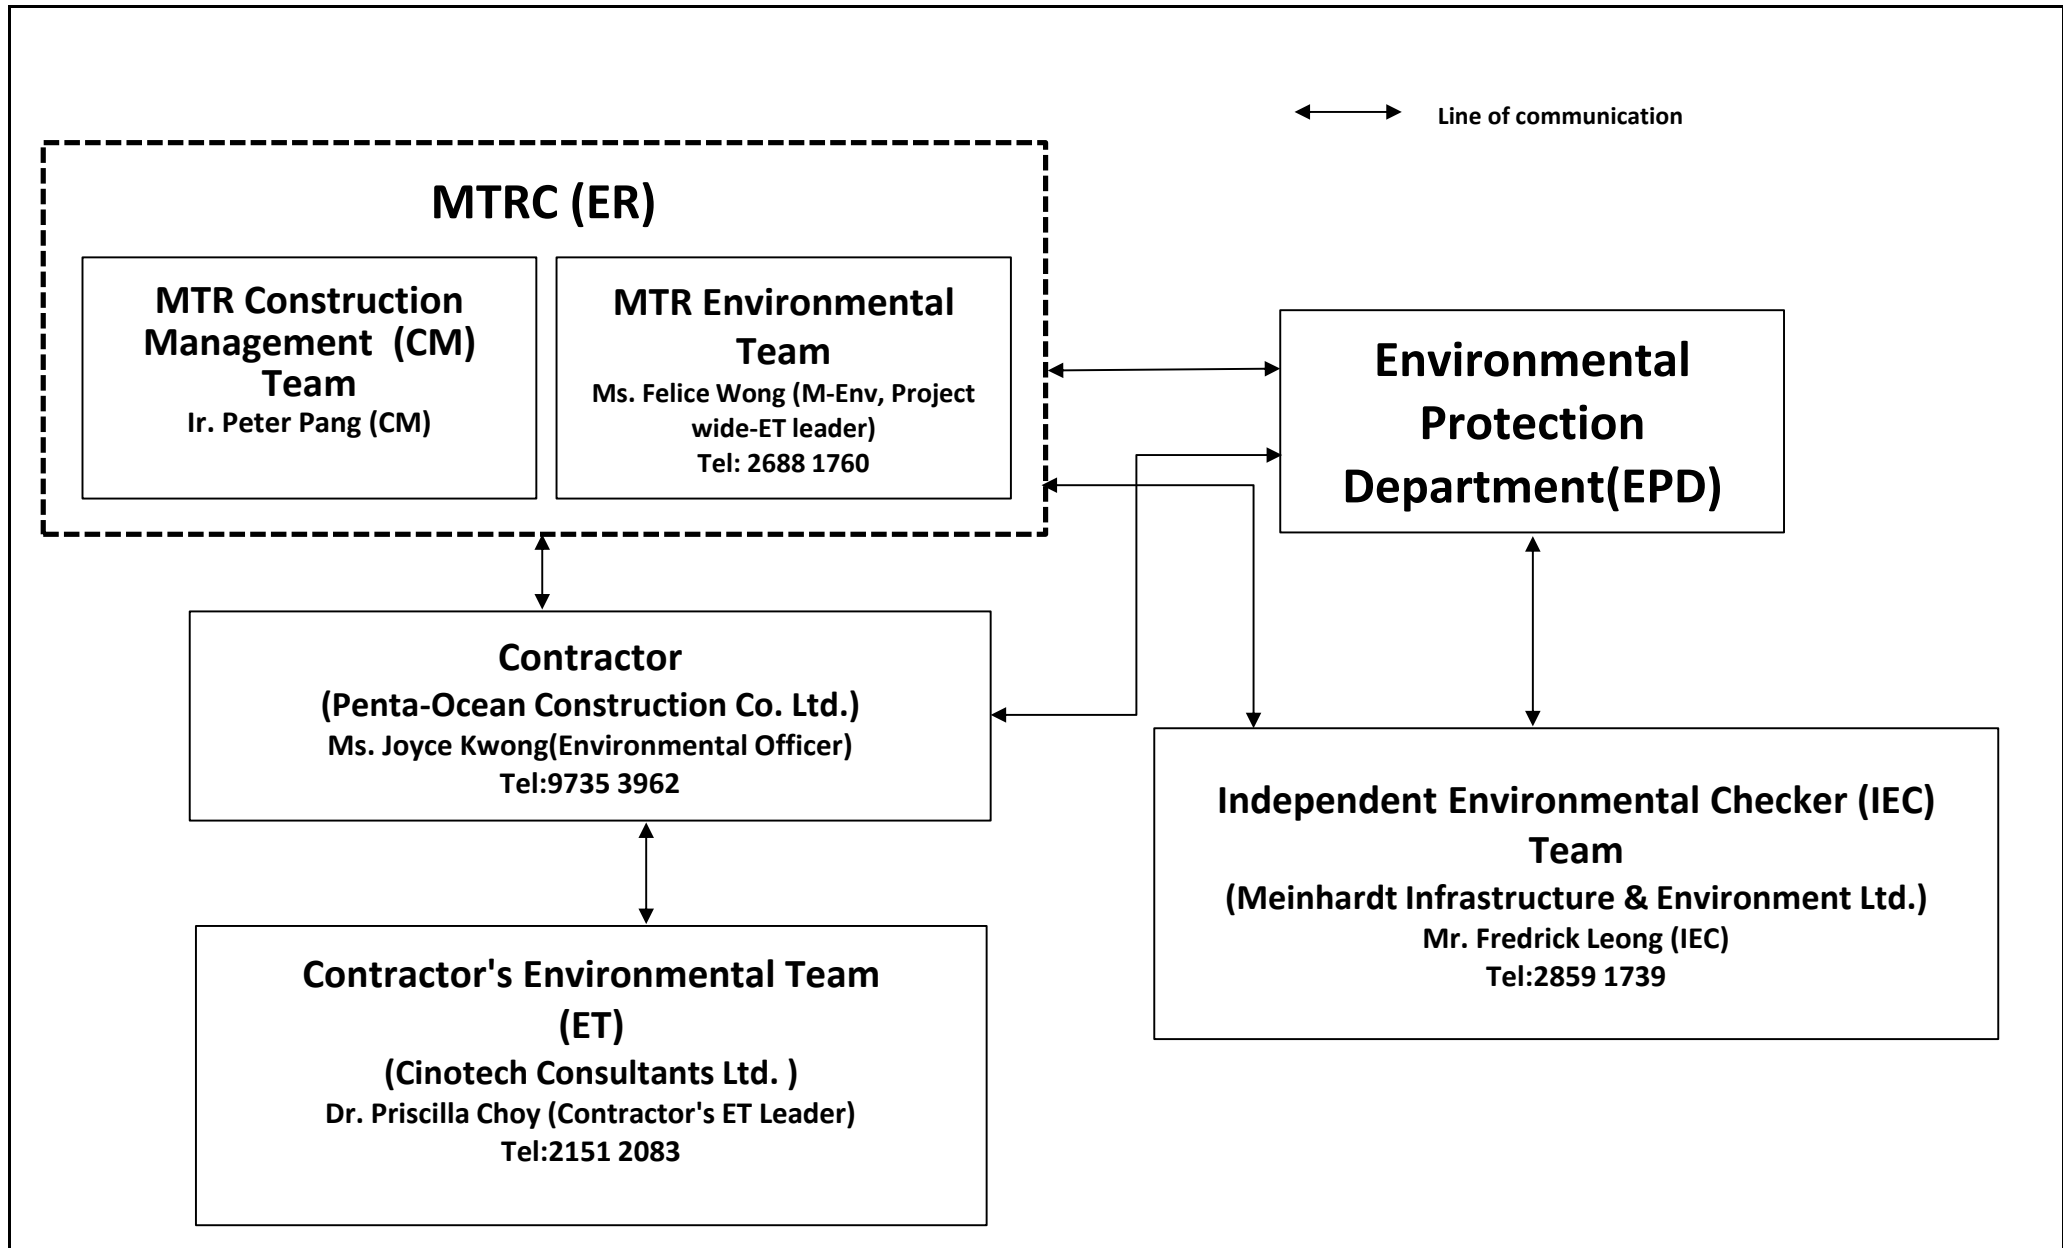 Line of communication
MTRC (ER)
MTR Construction
Management  (CM)
Team
Ir. Peter Pang (CM)
MTR Environmental
Team
Ms. Felice Wong (M-Env, Project
wide-ET leader)
Tel: 2688 1760
Environmental
Protection
Department(EPD)
Contractor
(Penta-Ocean Construction Co. Ltd.)
Ms. Joyce Kwong(Environmental Officer)
Tel:9735 3962
Independent Environmental Checker (IEC)
Team
(Meinhardt Infrastructure & Environment Ltd.)
Mr. Fredrick Leong (IEC)
Tel:2859 1739
Contractor's Environmental Team
(ET)
(Cinotech Consultants Ltd. )
Dr. Priscilla Choy (Contractor's ET Leader)
Tel:2151 2083